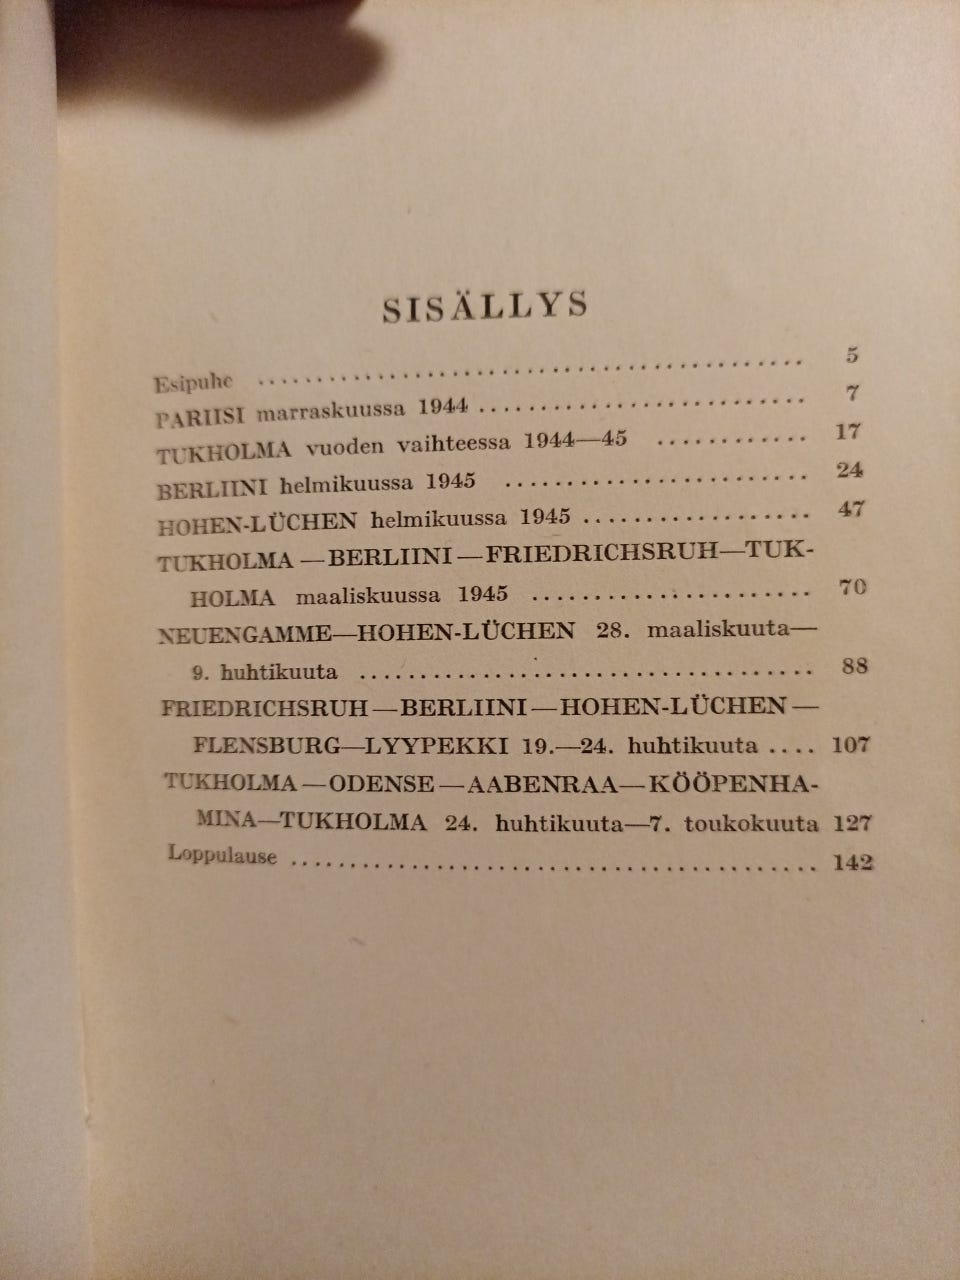 SISÄLLYS
Esipuhe ........................................ 5
PARIISI marraskuussa 1944 ........................... 7
TUKHOLMA vuoden vaihteessa 1944—45 ............ 17
BERLIINI helmikuussa 1945 ......................... 24
HOHEN-LÜCHEN helmikuussa 1945 ................. 47
TUKHOLMA—BERLIINI—FRIEDRICHSRUH—TUK-
HOLMA maaliskuussa 1945 ....................... 70
NEUENGAMME—HOHEN-LÜCHEN 28. maaliskuuta—
9. huhtikuuta .................................... 88
FRIEDRICHSRUH—BERLIINI—HOHEN-LÜCHEN—
FLENSBURG—LYYPEKKI 19.—24. huhtikuuta .... 107
TUKHOLMA—ODENSE—AABENRAA—KÖÖPENHA-
MINA—TUKHOLMA 24. huhtikuuta—7. toukokuuta 127
Loppulause ........................................ 142